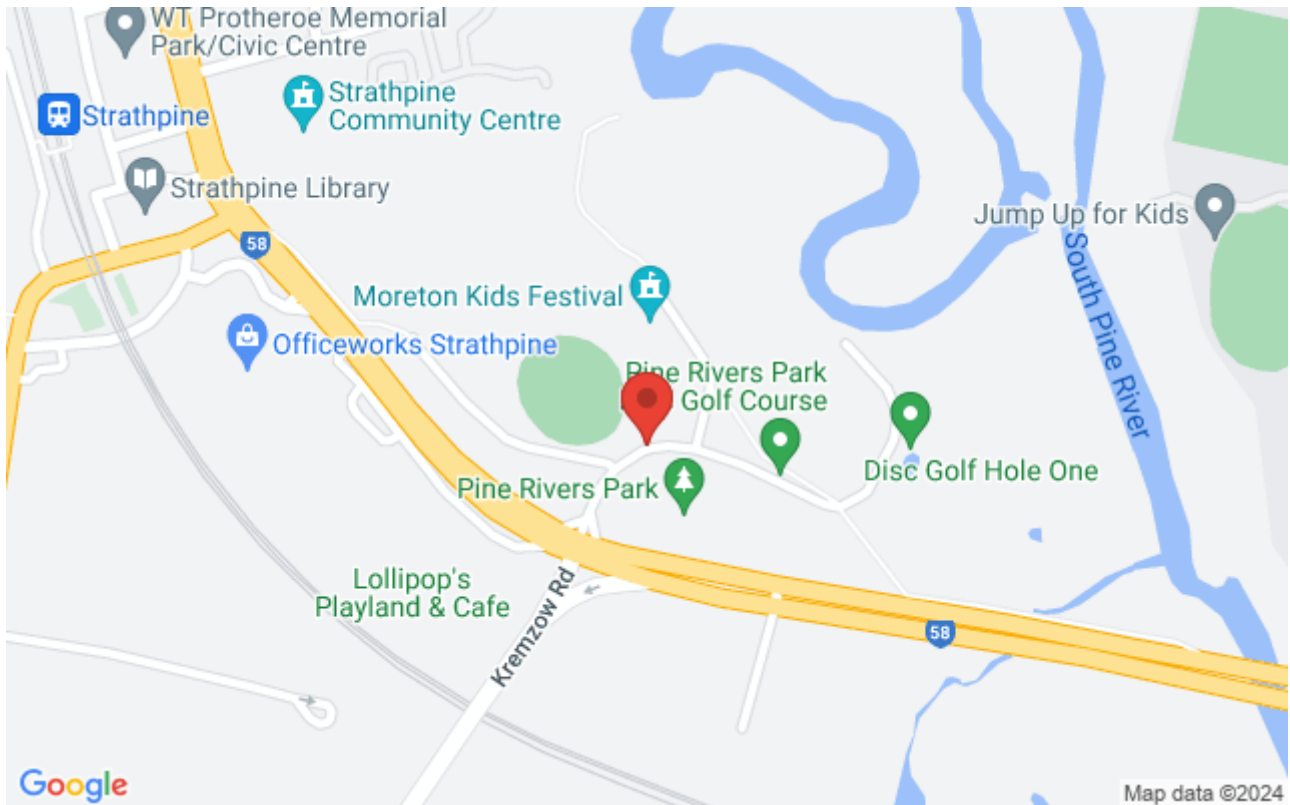 WT Protheroe Memorial
Park/Civic Centre
Strathpine
Strathpine
Community Centre
Strathpine Library
58
Jump Up for Kids
South Pine River
Moreton Kids Festival
Officeworks Strathpine
Pine Rivers Park
Golf Course
Disc Golf Hole One
Pine Rivers Park
Lollipop's
Playland & Cafe
Kremzow Rd
58
Google
Map data ©2024